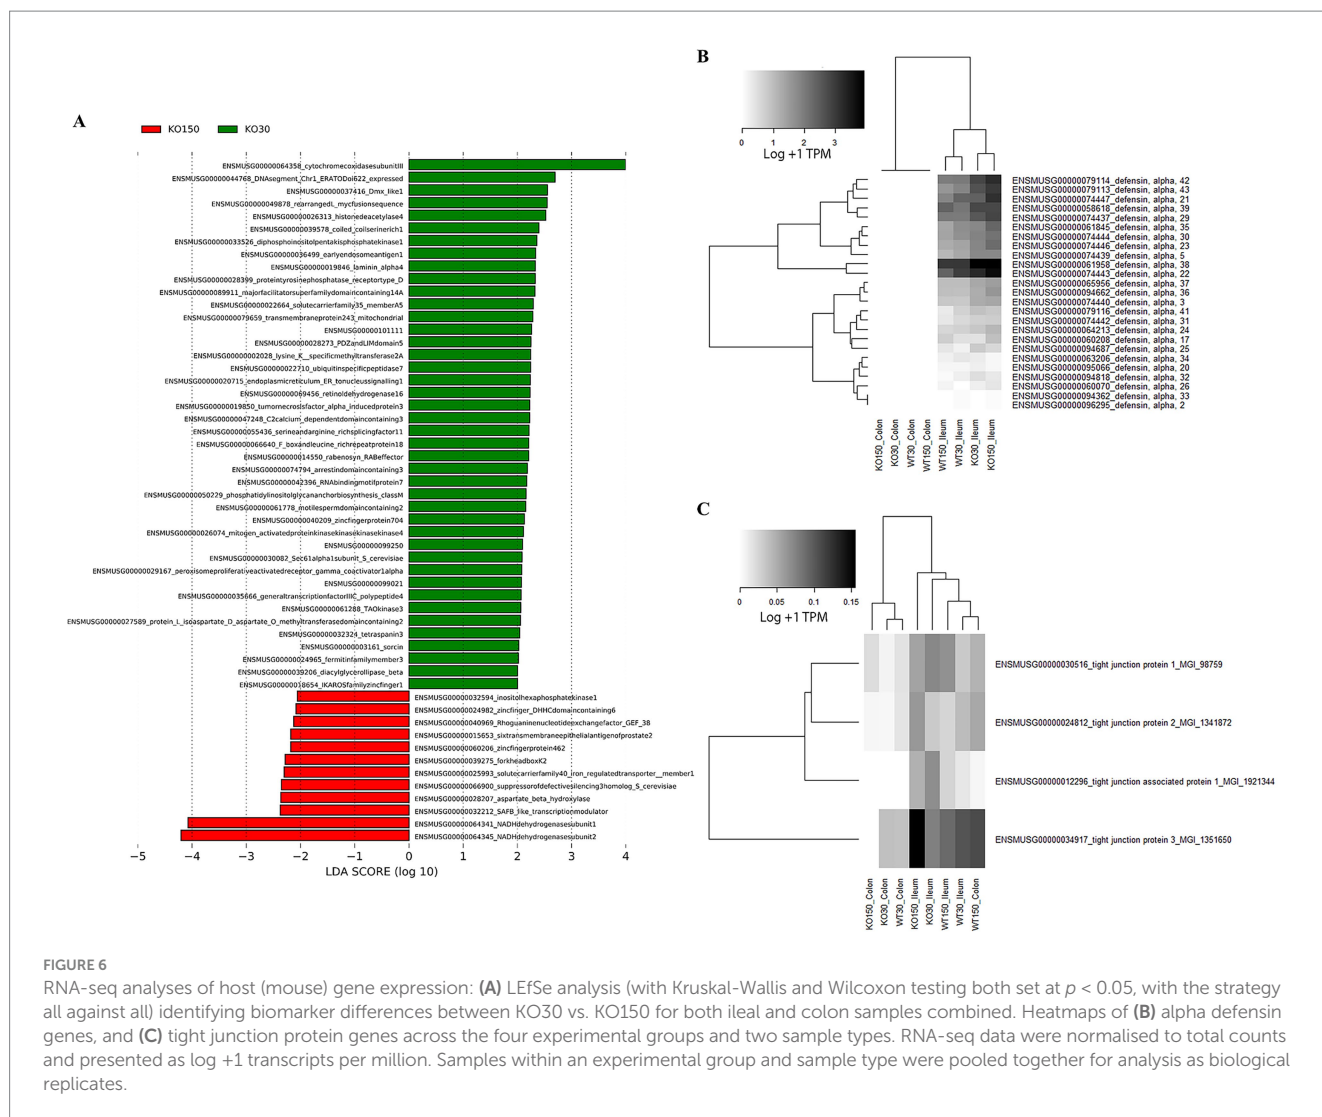 A
KO150
KO30
ENSMUSG00000064358_cytochromecoxidasesubunitIII
ENSMUSG00000044768_DNAsegment_Chr1_ERATODoi622_expressed
ENSMUSG00000037416_Dmx_like1
ENSMUSG00000049878_rearrangedL_mycfusionsequence
ENSMUSG00000026313_histonedeacetylase4
ENSMUSG00000039578_coiled_coilserinerich1
ENSMUSG00000033526_diphosphoinositolpentakisphosphatekinase1
ENSMUSG00000036499_earlyendosomeantigen1
ENSMUSG00000019846_laminin_alpha4
ENSMUSG00000028399_proteintyrosinephosphatase_receptortype_D
ENSMUSG00000089911_majorfacilitatorsuperfamilydomaincontaining14A
ENSMUSG00000022664_solutecarrierfamily35_memberA5
ENSMUSG00000079659_transmembraneprotein243_mitochondrial
ENSMUSG00000101111
ENSMUSG00000028273_PDZandLIMdomain5
ENSMUSG00000002028_lysine_K__specificmethyltransferase2A
ENSMUSG00000022710_ubiquitinspecificpeptidase7
ENSMUSG00000020715_endoplasmicreticulum_ER_tonucleussignalling1
ENSMUSG00000069456_retinoldehydrogenase16
ENSMUSG00000019850_tumornecrosisfactor_alpha_inducedprotein3
ENSMUSG00000047248_C2calcium_dependentdomaincontaining3
ENSMUSG00000055436_serineandarginine_richsplicingfactor11
ENSMUSG00000066640_F_boxandleucine_richrepeatprotein18
ENSMUSG00000014550_rabenosyn_RABeffector
ENSMUSG00000074794_arrestindomaincontaining3
ENSMUSG00000042396_RNAbindingmotifprotein7
ENSMUSG00000050229_phosphatidylinositolglycananchorbiosynthesis_classM
ENSMUSG00000061778_motilespermdomaincontaining2
ENSMUSG00000040209_zincfingerprotein704
ENSMUSG00000026074_mitogen_activatedproteinkinasekinasekinasekinase4
ENSMUSG00000099250
ENSMUSG00000030082_Sec61alpha1subunit_S_cerevisiae
ENSMUSG00000029167_peroxisomeproliferativeactivatedreceptor_gamma_coactivator1alpha
ENSMUSG00000099021
ENSMUSG00000035666_generaltranscriptionfactorIIIC_polypeptide4
ENSMUSG00000061288_TAOkinase3
ENSMUSG00000027589_protein_L_isoaspartate_D_aspartate_O_methyltransferasedomaincontaining2
ENSMUSG00000032324_tetraspanin3
ENSMUSG00000003161_sorcin
ENSMUSG00000024965_fermitinfamilymember3
ENSMUSG00000039206_diacylglycerollipase_beta
ENSMUSG00000018654_IKAROSfamilyzincfinger1
ENSMUSG00000032594_inositolhexaphosphatekinase1
ENSMUSG00000024982_zincfinger_DHHCdomaincontaining6
ENSMUSG00000040969_Rhoguaninenucleotideexchangefactor_GEF_38
ENSMUSG00000015653_sixtransmembraneepithelialantigenofprostate2
ENSMUSG00000060206_zincfingerprotein462
ENSMUSG00000039275_forkheadboxK2
ENSMUSG00000025993_solutecarrierfamily40_iron_regulatedtransporter__member1
ENSMUSG00000066900_suppressorofdefectivesilencing3homolog_S_cerevisiae
ENSMUSG00000028207_aspartate_beta_hydroxylase
ENSMUSG00000032212_SAFB_like_transcriptionmodulator
ENSMUSG00000064341_NADHdehydrogenasesubunit1
ENSMUSG00000064345_NADHdehydrogenasesubunit2
−5 −4 −3 −2 −1 0 1 2 3 4
LDA SCORE (log 10)
B
0 1 2 3
Log +1 TPM
ENSMUSG00000079114_defensin, alpha, 42
ENSMUSG00000079113_defensin, alpha, 43
ENSMUSG00000074447_defensin, alpha, 21
ENSMUSG00000058618_defensin, alpha, 39
ENSMUSG00000074437_defensin, alpha, 29
ENSMUSG00000061845_defensin, alpha, 35
ENSMUSG00000074444_defensin, alpha, 30
ENSMUSG00000074446_defensin, alpha, 23
ENSMUSG00000074439_defensin, alpha, 5
ENSMUSG00000061958_defensin, alpha, 38
ENSMUSG00000074443_defensin, alpha, 22
ENSMUSG00000065956_defensin, alpha, 37
ENSMUSG00000094662_defensin, alpha, 36
ENSMUSG00000074440_defensin, alpha, 3
ENSMUSG00000079116_defensin, alpha, 41
ENSMUSG00000074442_defensin, alpha, 31
ENSMUSG00000064213_defensin, alpha, 24
ENSMUSG00000060208_defensin, alpha, 17
ENSMUSG00000094687_defensin, alpha, 25
ENSMUSG00000063206_defensin, alpha, 34
ENSMUSG00000095066_defensin, alpha, 20
ENSMUSG00000094818_defensin, alpha, 32
ENSMUSG00000060070_defensin, alpha, 26
ENSMUSG00000094362_defensin, alpha, 33
ENSMUSG00000096295_defensin, alpha, 2
KO150_Colon
KO30_Colon
WT30_Colon
WT150_Colon
WT150_Ileum
WT30_Ileum
KO30_Ileum
KO150_Ileum
C
0 0.05 0.1 0.15
Log +1 TPM
ENSMUSG00000030516_tight junction protein 1_MGI_98759
ENSMUSG00000024812_tight junction protein 2_MGI_1341872
ENSMUSG00000012296_tight junction associated protein 1_MGI_1921344
ENSMUSG00000034917_tight junction protein 3_MGI_1351650
KO150_Colon
KO30_Colon
WT30_Colon
KO150_Ileum
KO30_Ileum
WT150_Ileum
WT30_Ileum
WT150_Colon
FIGURE 6
RNA-seq analyses of host (mouse) gene expression: (A) LEfSe analysis (with Kruskal-Wallis and Wilcoxon testing both set at p < 0.05, with the strategy
all against all) identifying biomarker differences between KO30 vs. KO150 for both ileal and colon samples combined. Heatmaps of (B) alpha defensin
genes, and (C) tight junction protein genes across the four experimental groups and two sample types. RNA-seq data were normalised to total counts
and presented as log +1 transcripts per million. Samples within an experimental group and sample type were pooled together for analysis as biological
replicates.